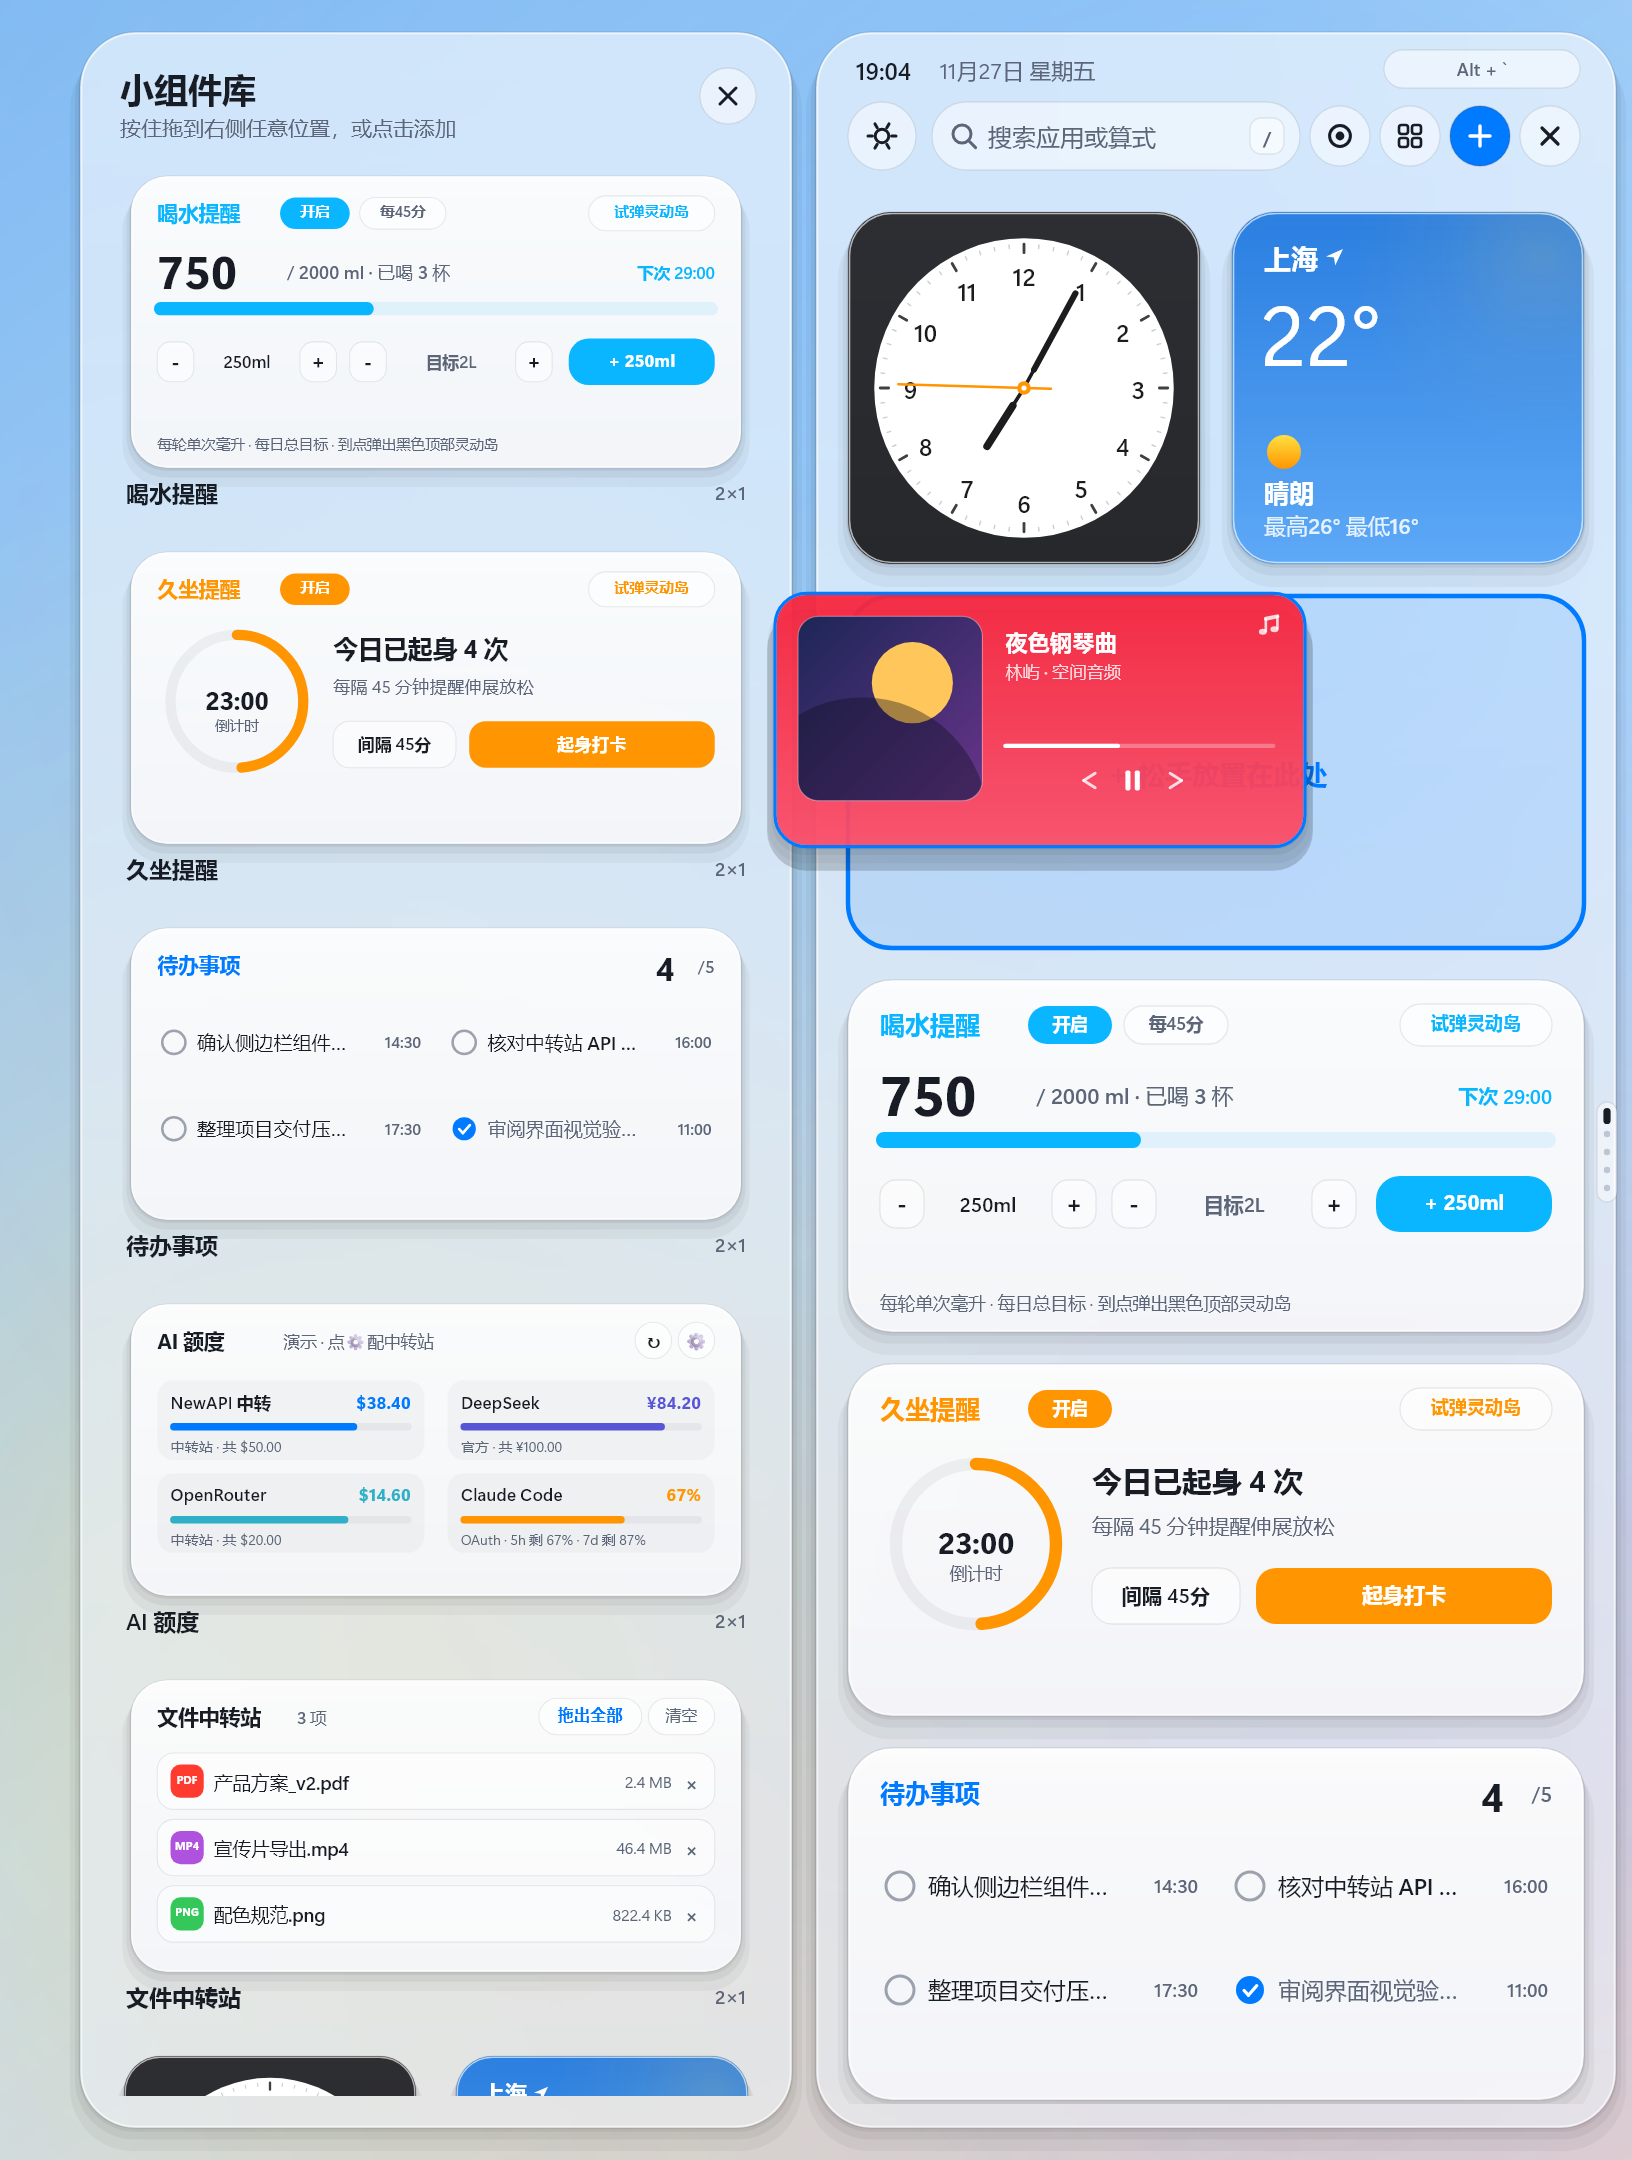 小组件库
按住拖到右侧任意位置，或点击添加
喝水提醒 开启 每45分 试弹灵动岛
750 / 2000 ml · 已喝 3 杯 下次 29:00
- 250ml + - 目标2L + + 250ml
每轮单次毫升 · 每日总目标 · 到点弹出黑色顶部灵动岛
喝水提醒 2×1
久坐提醒 开启 试弹灵动岛
今日已起身 4 次
每隔 45 分钟提醒伸展放松
23:00
倒计时
间隔 45分 起身打卡
久坐提醒 2×1
待办事项 4 /5
确认侧边栏组件... 14:30 核对中转站 API ... 16:00
整理项目交付压... 17:30 审阅界面视觉验... 11:00
待办事项 2×1
AI 额度 演示 · 点⚙配中转站 ↻ ⚙
NewAPI 中转 $38.40 DeepSeek ¥84.20
中转站 · 共 $50.00 官方 · 共 ¥100.00
OpenRouter $14.60 Claude Code 67%
中转站 · 共 $20.00 OAuth · 5h 剩 67% · 7d 剩 87%
AI 额度 2×1
文件中转站 3 项 拖出全部 清空
PDF 产品方案_v2.pdf 2.4 MB ×
MP4 宣传片导出.mp4 46.4 MB ×
PNG 配色规范.png 822.4 KB ×
文件中转站 2×1
上海
19:04 11月27日 星期五 Alt + `
搜索应用或算式 /
12
11 1
10 2
9 3
8 4
7 5
6
上海
22°
晴朗
最高26° 最低16°
夜色钢琴曲
林屿 · 空间音频
松手放置在此处
喝水提醒 开启 每45分 试弹灵动岛
750 / 2000 ml · 已喝 3 杯 下次 29:00
- 250ml + - 目标2L + + 250ml
每轮单次毫升 · 每日总目标 · 到点弹出黑色顶部灵动岛
久坐提醒 开启 试弹灵动岛
今日已起身 4 次
每隔 45 分钟提醒伸展放松
23:00
倒计时
间隔 45分 起身打卡
待办事项 4 /5
确认侧边栏组件... 14:30 核对中转站 API ... 16:00
整理项目交付压... 17:30 审阅界面视觉验... 11:00